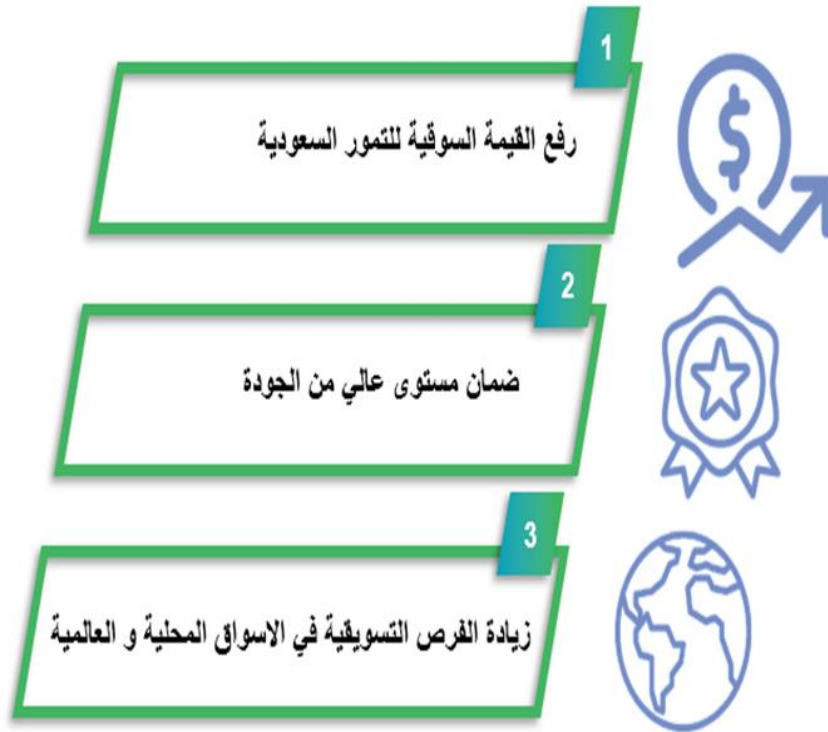 1
رفع القيمة السوقية للتمور السعودية
2
ضمان مستوى عالي من الجودة
3
زيادة الفرص التسويقية في الاسواق المحلية و العالمية